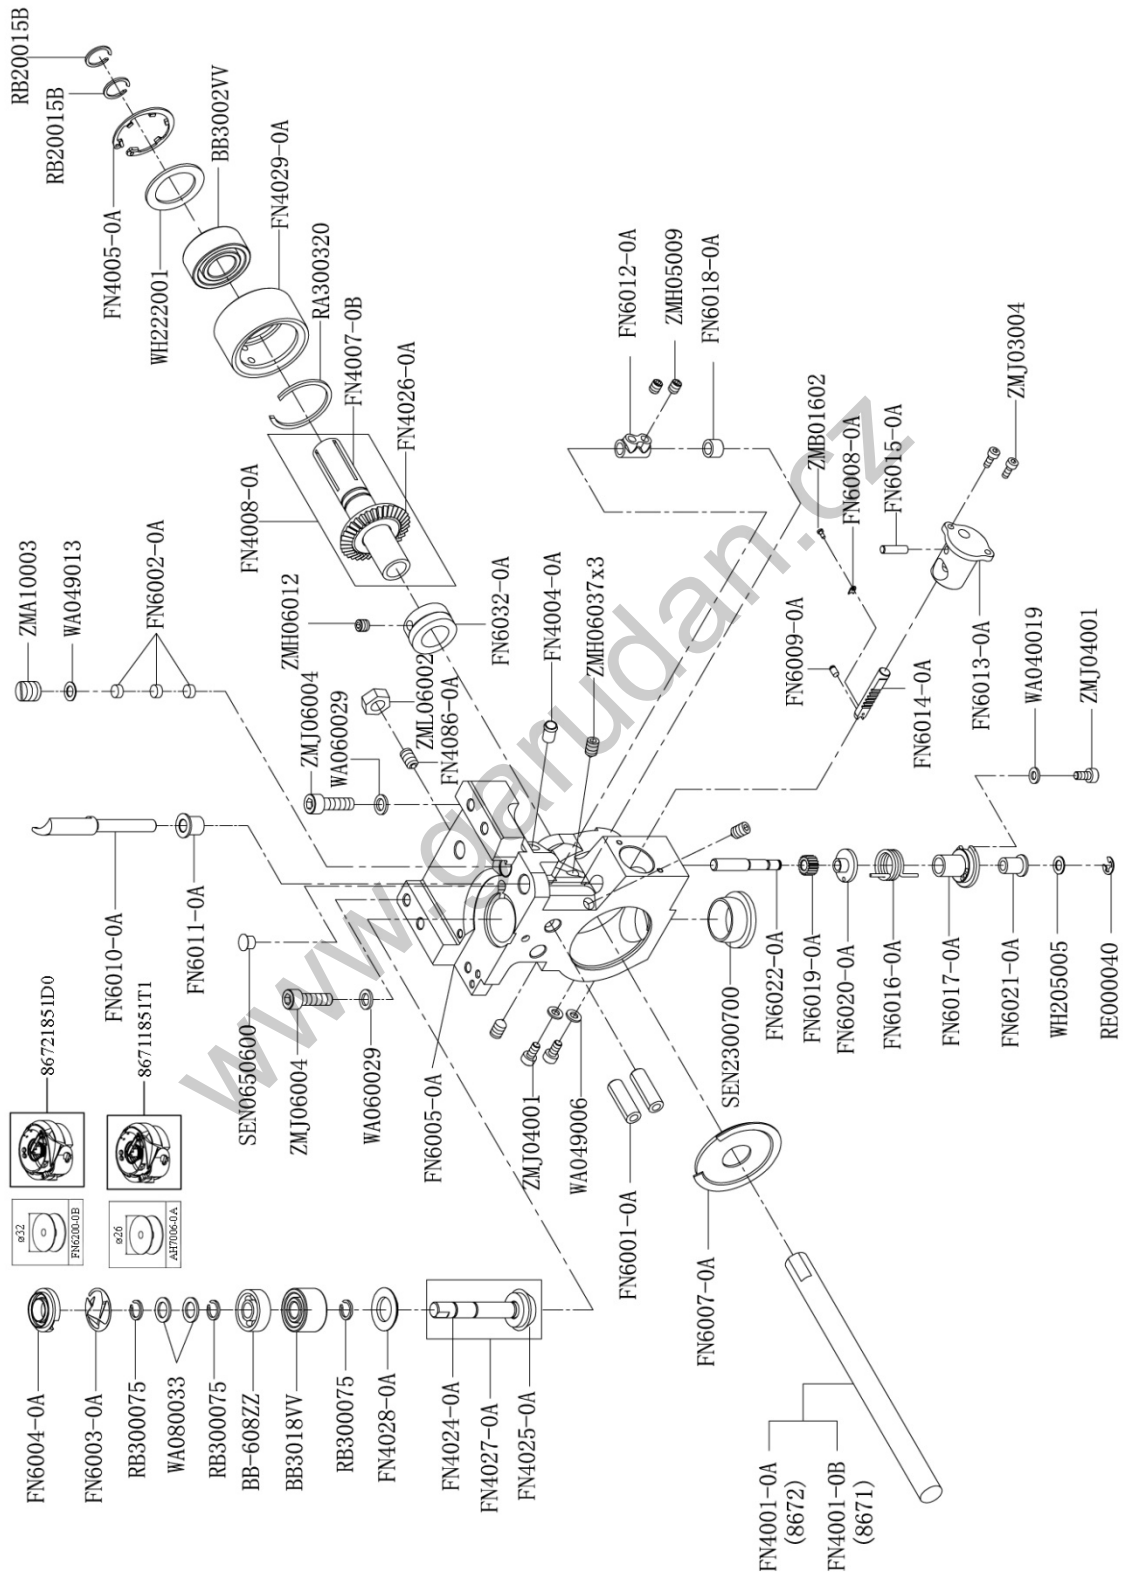 RB20015B
RB20015B
FN4005-0A
WH222001
BB3002VV
FN4029-0A
RA300320
FN4007-0B
FN4026-0A
FN4008-0A
ZMH06012
FN6032-0A
ZMA10003
WA049013
FN6002-0A
ZMJ06004
WA060029
ZML06002
FN4086-0A
FN4004-0A
ZMH06037x3
FN6012-0A
ZMH05009
FN6018-0A
ZMB01602
FN6008-0A
FN6015-0A
ZMJ03004
FN6009-0A
FN6014-0A
FN6013-0A
WA040019
ZMJ04001
FN6010-0A
FN6011-0A
SEN0650600
ZMJ06004
WA060029
FN6005-0A
ZMJ04001
WA049006
FN6001-0A
SEN2300700
FN6022-0A
FN6019-0A
FN6020-0A
FN6016-0A
FN6017-0A
FN6021-0A
WH205005
RE000040
86721851D0
8671185T1
ø32
FN6200-0B
ø26
AH7006-0A
FN6004-0A
FN6003-0A
RB300075
WA080033
RB300075
BB-608ZZ
BB3018VV
RB300075
FN4028-0A
FN4024-0A
FN4027-0A
FN4025-0A
FN6007-0A
FN4001-0A
(8672)
FN4001-0B
(8671)
www.garudan.cz